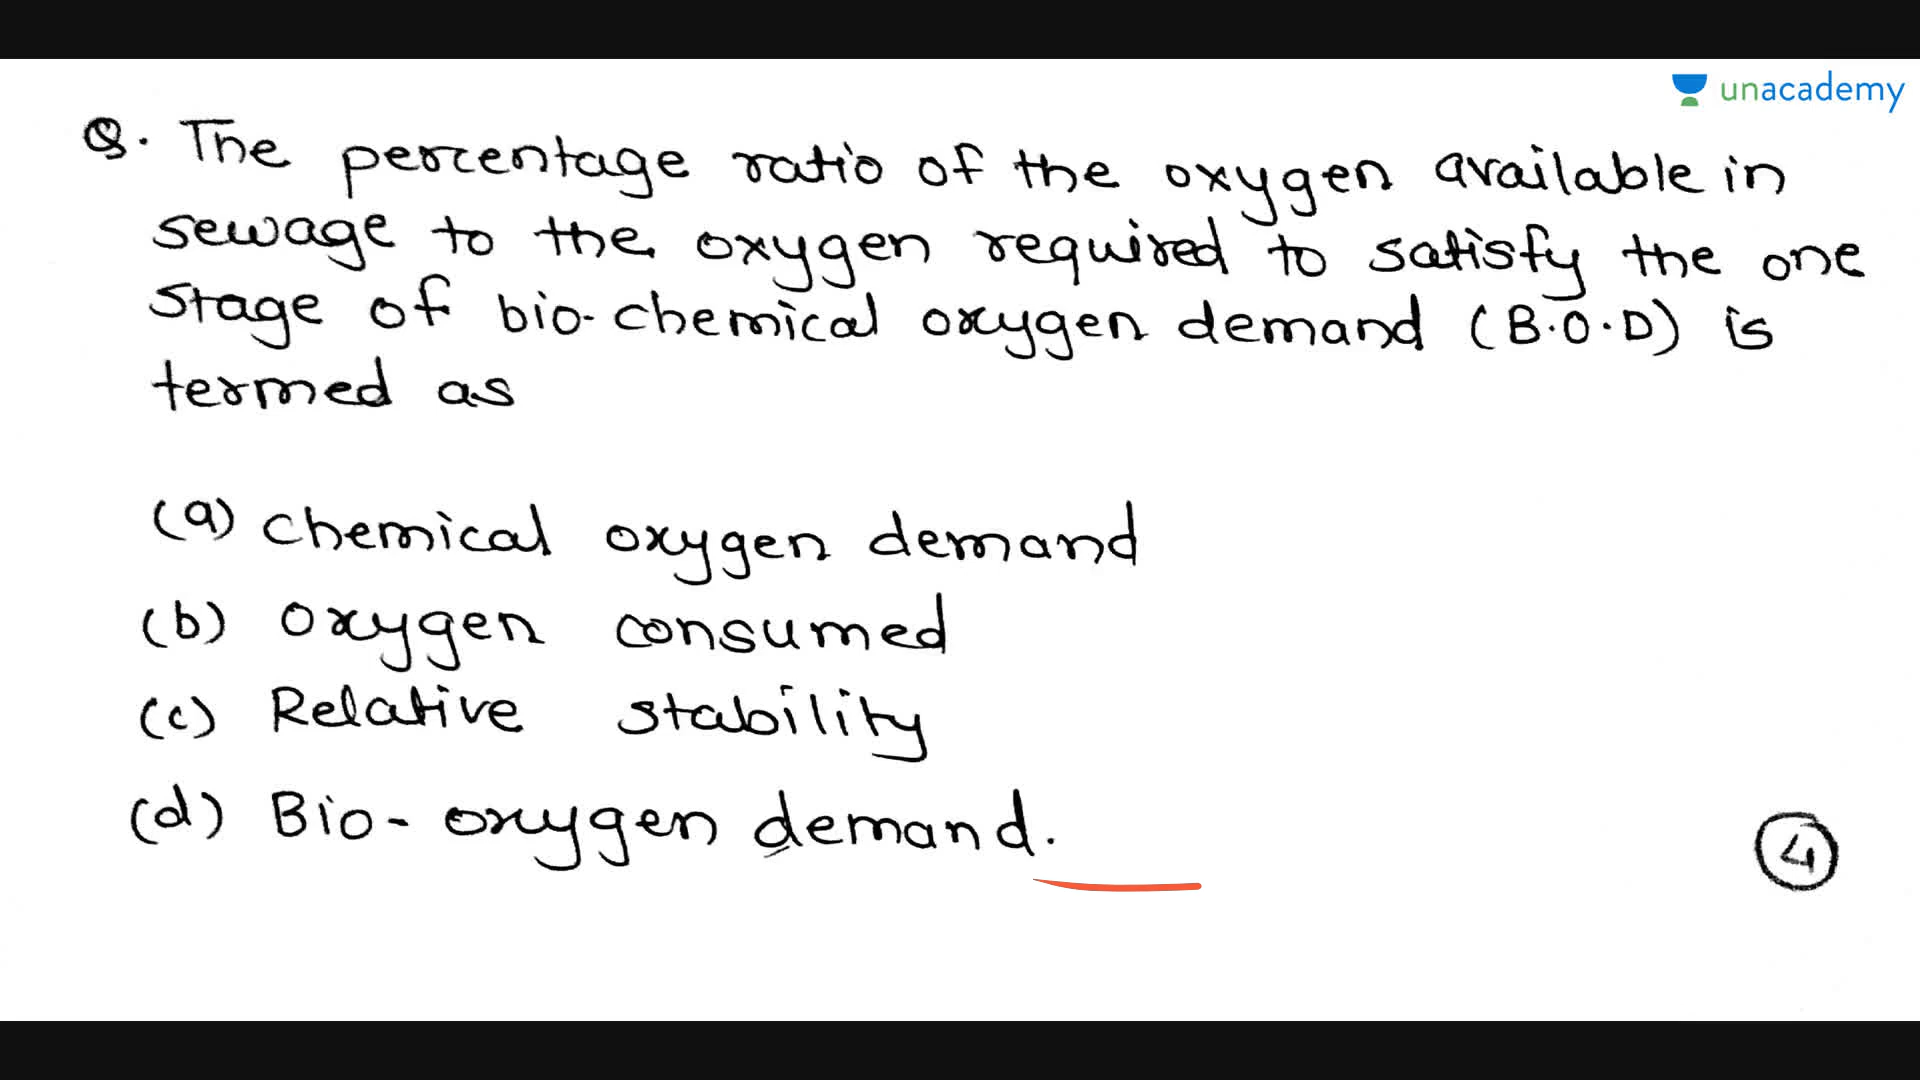 unacademy
Q. The percentage ratio of the oxygen available in
sewage to the oxygen required to satisfy the one
stage of bio-chemical oxygen demand (B.O.D) is
termed as
(a) chemical oxygen demand
(b) oxygen consumed
(c) Relative stability
(d) Bio-oxygen demand.
4